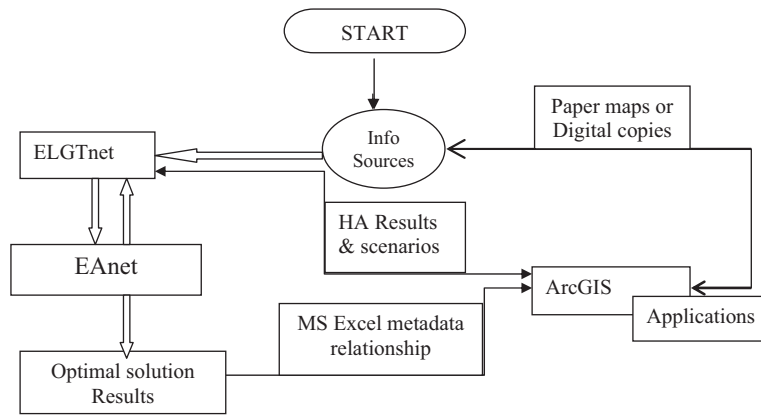 START
Paper maps or
Digital copies
Info
Sources
ELGTnet
HA Results
& scenarios
EAnet
ArcGIS
Applications
MS Excel metadata
relationship
Optimal solution
Results